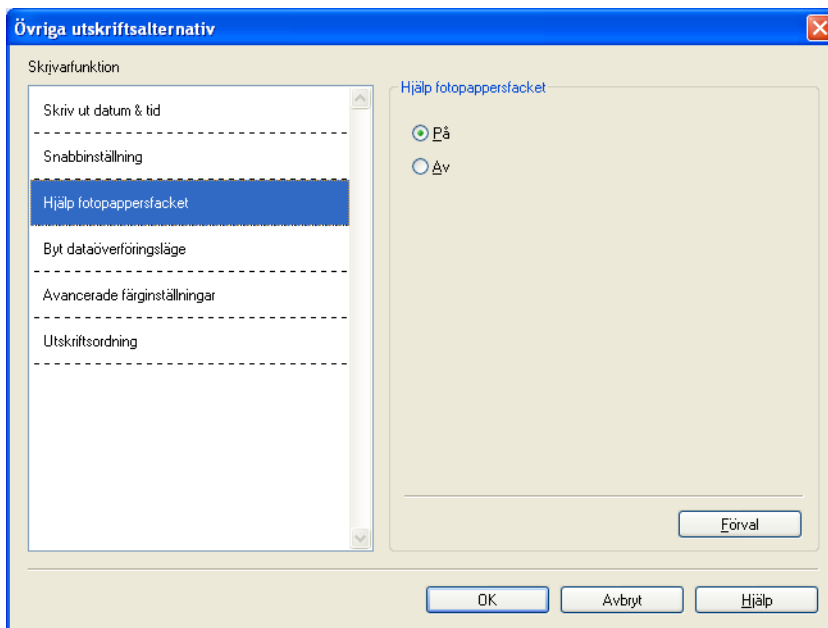 Övriga utskriftsalternativ
Skrivarfunktion
Skriv ut datum & tid
Snabbinställning
Hjälp fotopappersfacket
Byt dataöverföringsläge
Avancerade färginställningar
Utskriftsordning
Hjälp fotopappersfacket
På
Av
Förval
OK
Avbryt
Hjälp